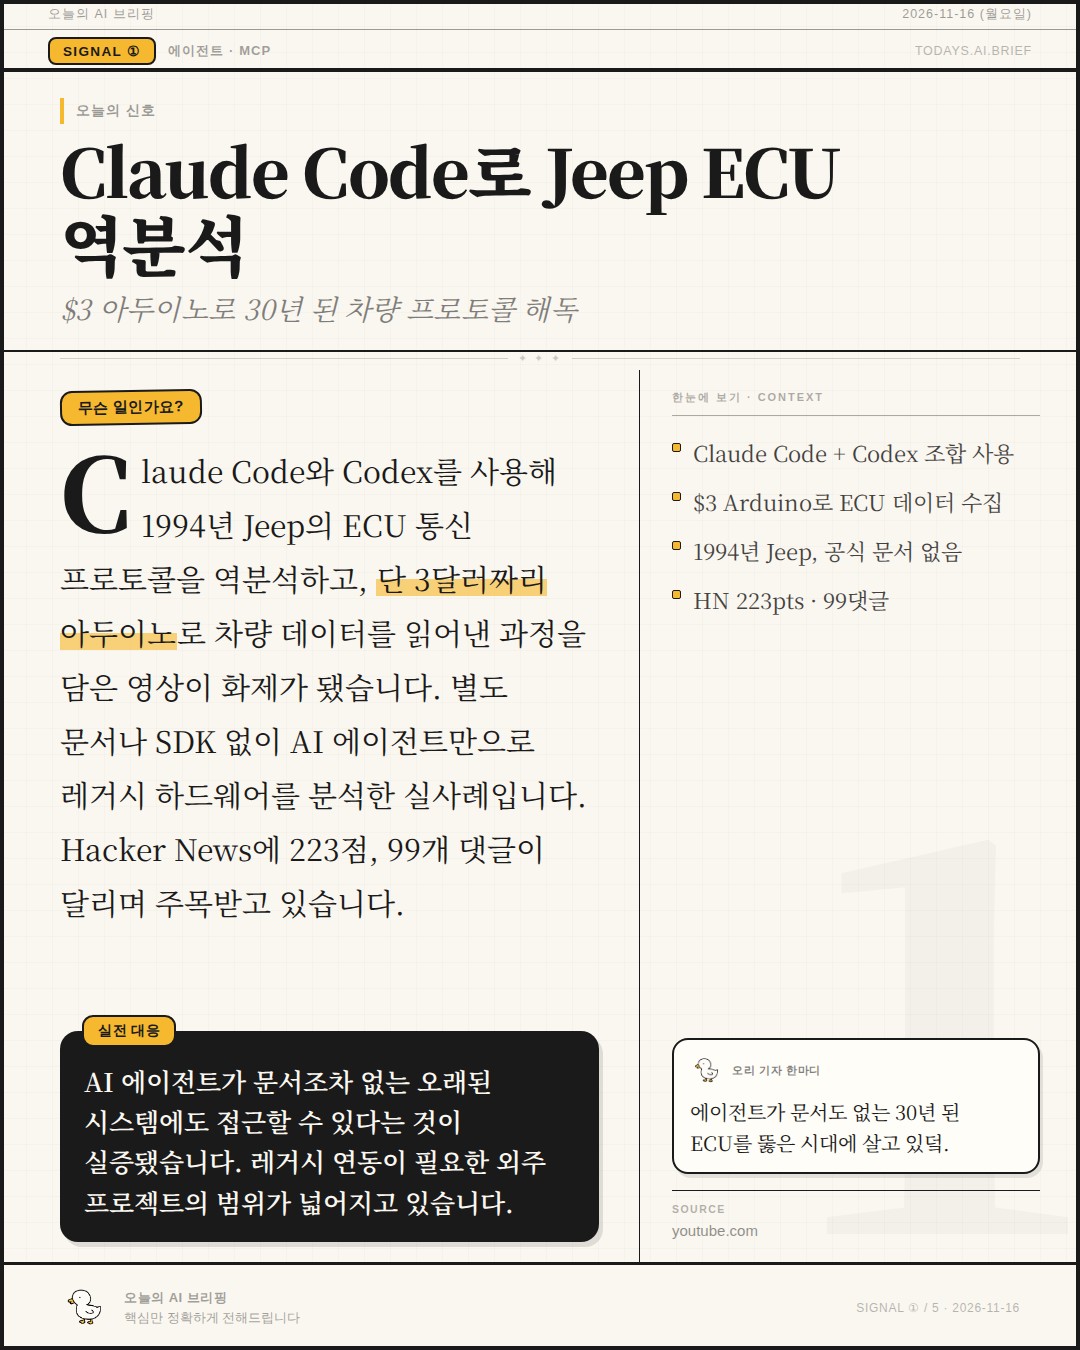 오늘의 AI 브리핑
2026-11-16 (월요일)
SIGNAL ①
에이전트 · MCP
TODAYS.AI.BRIEF
오늘의 신호
Claude Code로 Jeep ECU
역분석
$3 아두이노로 30년 된 차량 프로토콜 해독
무슨 일인가요?
Claude Code와 Codex를 사용해
1994년 Jeep의 ECU 통신
프로토콜을 역분석하고, 단 3달러짜리
아두이노로 차량 데이터를 읽어낸 과정을
담은 영상이 화제가 됐습니다. 별도
문서나 SDK 없이 AI 에이전트만으로
레거시 하드웨어를 분석한 실사례입니다.
Hacker News에 223점, 99개 댓글이
달리며 주목받고 있습니다.
실전 대응
AI 에이전트가 문서조차 없는 오래된
시스템에도 접근할 수 있다는 것이
실증됐습니다. 레거시 연동이 필요한 외주
프로젝트의 범위가 넓어지고 있습니다.
한눈에 보기 · CONTEXT
Claude Code + Codex 조합 사용
$3 Arduino로 ECU 데이터 수집
1994년 Jeep, 공식 문서 없음
HN 223pts · 99댓글
1
오리 기자 한마디
에이전트가 문서도 없는 30년 된
ECU를 뚫은 시대에 살고 있덬.
SOURCE
youtube.com
오늘의 AI 브리핑
핵심만 정확하게 전해드립니다
SIGNAL ① / 5 · 2026-11-16